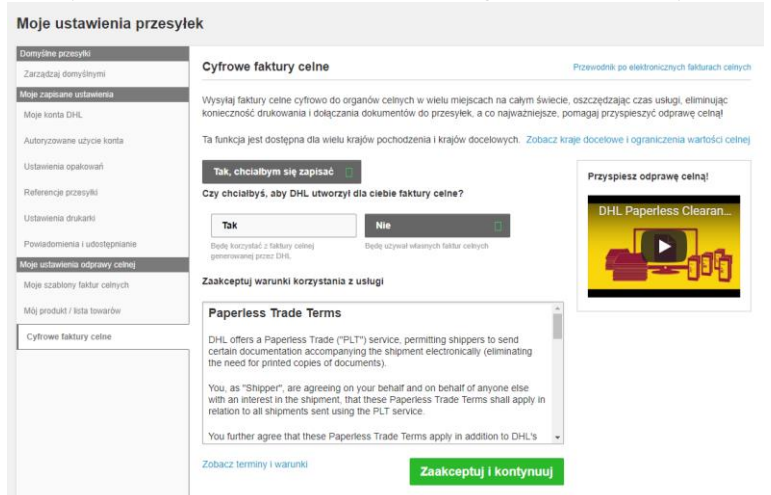 Moje ustawienia przesyłek
Domyślne przesyłki
Zarządzaj domyślnymi
Moje zapisane ustawienia
Moje konta DHL
Autoryzowane użycie konta
Ustawienia opakowań
Referencje przesyłki
Ustawienia drukarki
Powiadomienia i udostępnianie
Moje ustawienia odprawy celnej
Moje szablony faktur celnych
Mój produkt / lista towarów
Cyfrowe faktury celne
Cyfrowe faktury celne
Przewodnik po elektronicznych fakturach celnych
Wysyłaj faktury celne cyfrowo do organów celnych w wielu miejscach na całym świecie, oszczędzając czas usługi, eliminując
konieczność drukowania i dołączania dokumentów do przesyłek, a co najważniejsze, pomagaj przyspieszyć odprawę celną!
Ta funkcja jest dostępna dla wielu krajów pochodzenia i krajów docelowych. Zobacz kraje docelowe i ograniczenia wartości celnej
Tak, chciałbym się zapisać
Czy chciałbyś, aby DHL utworzył dla ciebie faktury celne?
Tak
Nie
Będę korzystać z faktury celnej
generowanej przez DHL
Będę używał własnych faktur celnych
Zaakceptuj warunki korzystania z usługi
Paperless Trade Terms
DHL offers a Paperless Trade ("PLT") service, permitting shippers to send
certain documentation accompanying the shipment electronically (eliminating
the need for printed copies of documents).
You, as "Shipper", are agreeing on your behalf and on behalf of anyone else
with an interest in the shipment, that these Paperless Trade Terms shall apply in
relation to all shipments sent using the PLT service.
You further agree that these Paperless Trade Terms apply in addition to DHL's
Zobacz terminy i warunki
Zaakceptuj i kontynuuj
Przyspiesz odprawę celną!
DHL Paperless Clearan...